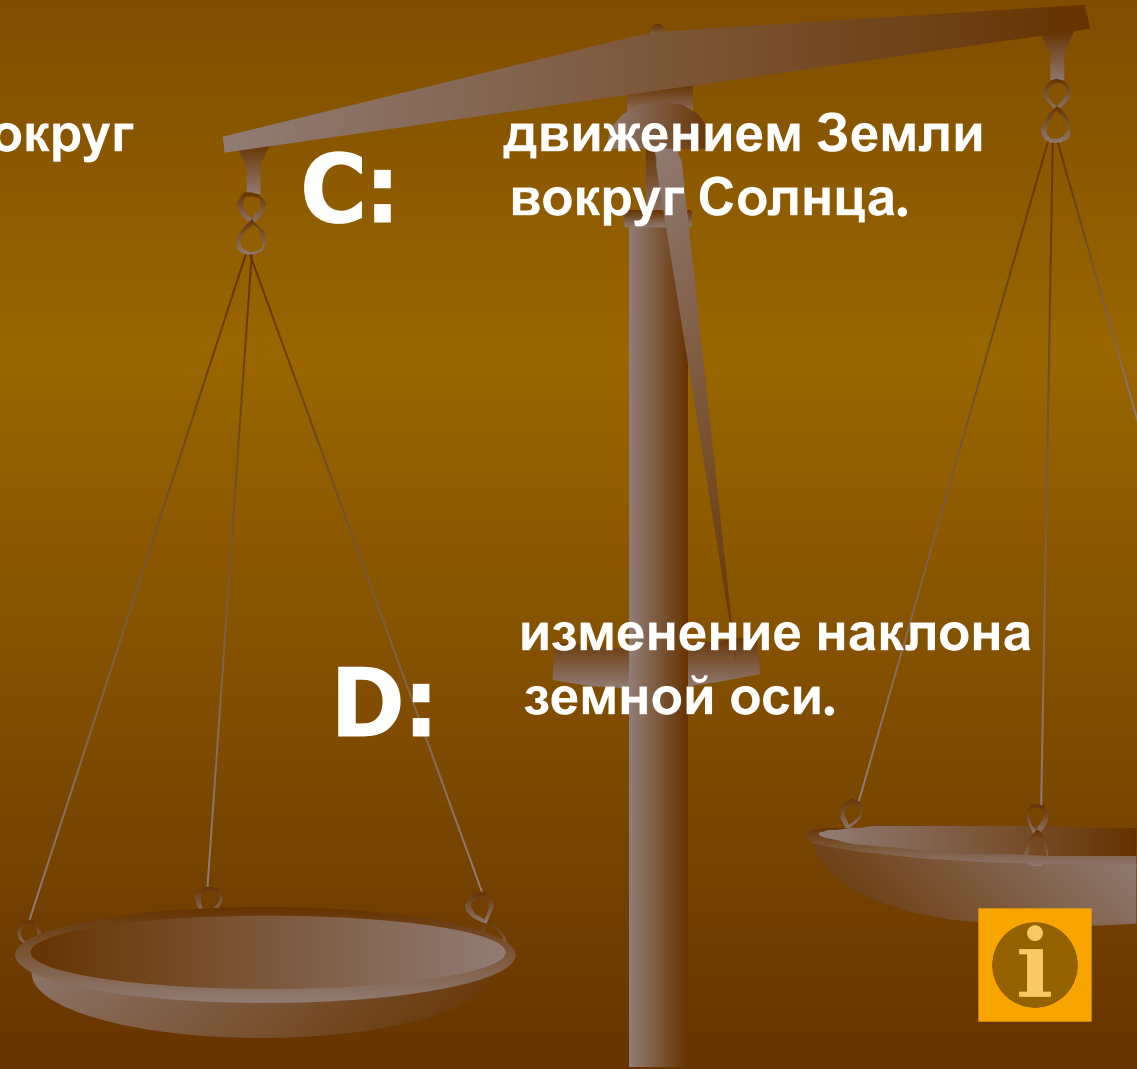 округ
C:
движением Земли
вокруг Солнца.
D:
изменение наклона
земной оси.
i